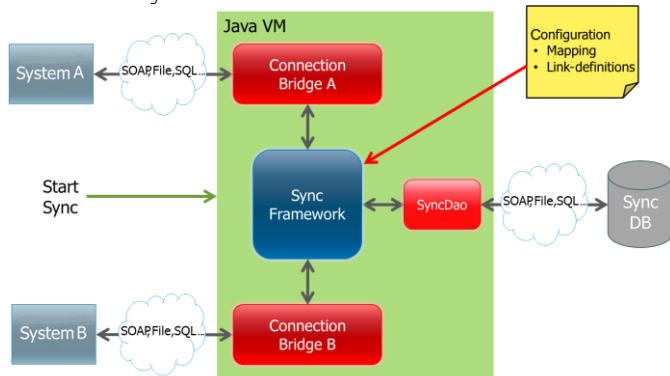 Java VM
Configuration
• Mapping
• Link-definitions
System A
SOAP,File,SQL...
Connection
Bridge A
Start
Sync
Sync
Framework
SyncDao
SOAP,File,SQL...
Sync
DB
System B
SOAP,File,SQL...
Connection
Bridge B